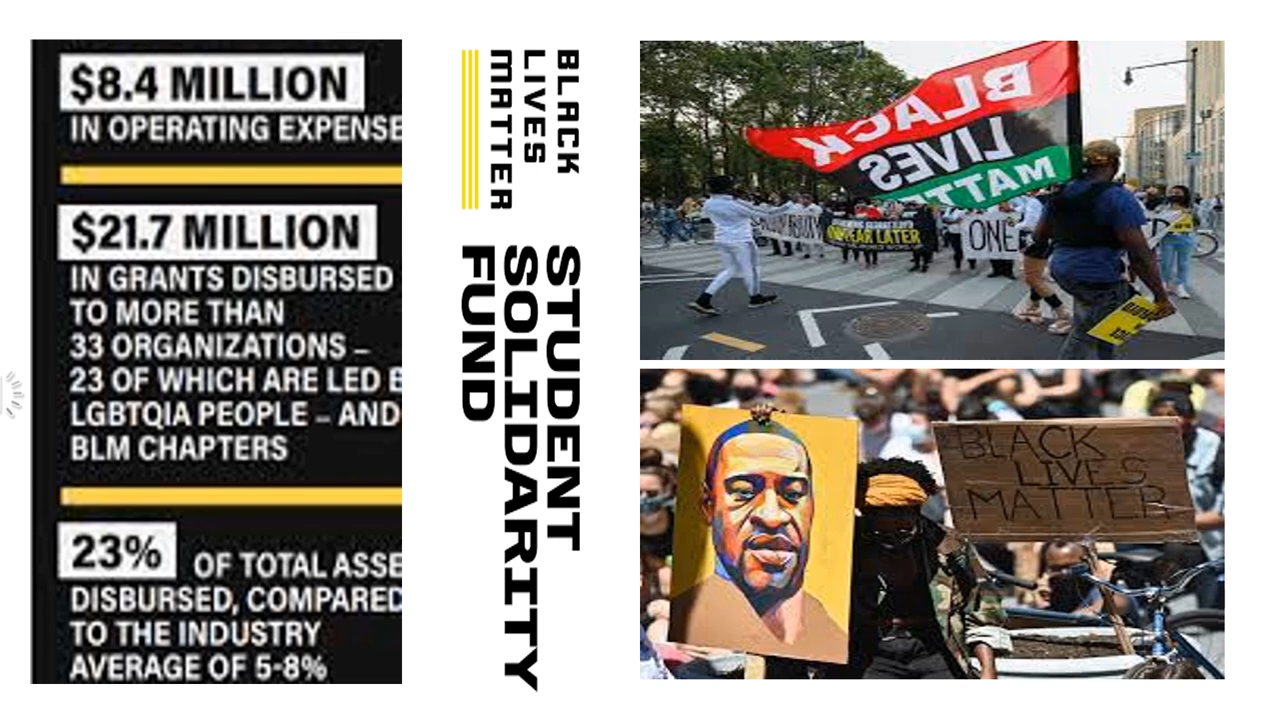 $8.4 MILLION
IN OPERATING EXPENSE
$21.7 MILLION
IN GRANTS DISBURSED
TO MORE THAN
33 ORGANIZATIONS –
23 OF WHICH ARE LED
LGBTQIA PEOPLE – AND
BLM CHAPTERS
23% OF TOTAL ASSE
DISBURSED, COMPARED
TO THE INDUSTRY
AVERAGE OF 5-8%
BLACK
LIVES
MATTER
STUDENT
SOLIDARITY
FUND
BLACK
LIVES
MATT
YEAR LATER
ONE
BLACK
LIVES
MATTER